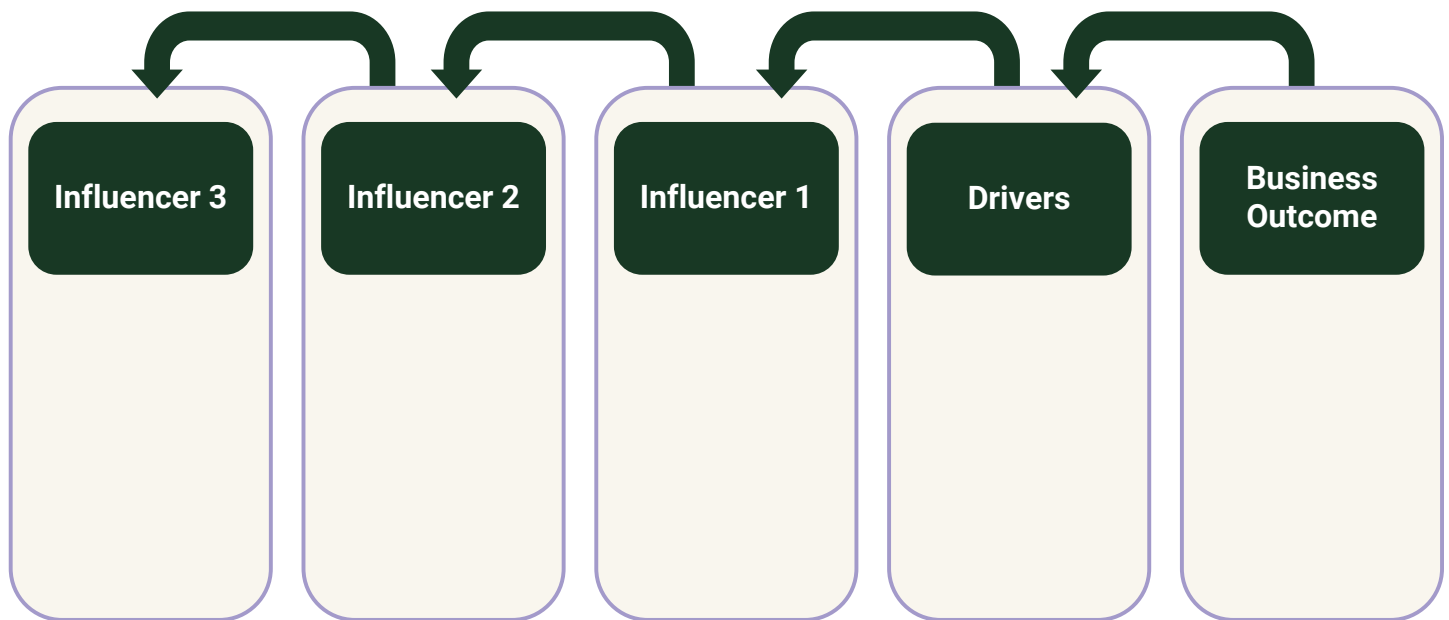 Influencer 3
Influencer 2
Influencer 1
Drivers
Business
Outcome